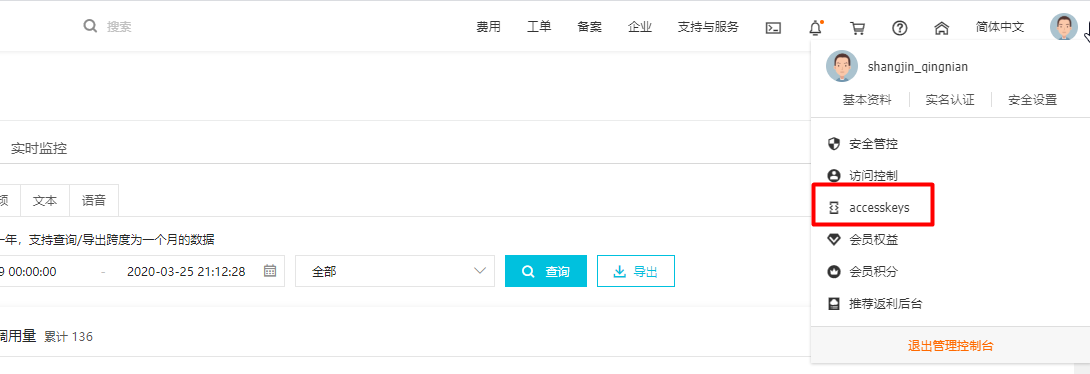 搜索
费用 工单 备案 企业 支持与服务 简体中文
shangjin_qingnian
基本资料 实名认证 安全设置
安全管控
访问控制
accesskeys
会员权益
会员积分
推荐返利后台
退出管理控制台
实时监控
频 文本 语音
一年，支持查询/导出跨度为一个月的数据
9 00:00:00 - 2020-03-25 21:12:28 全部 查询 导出
调用量 累计 136